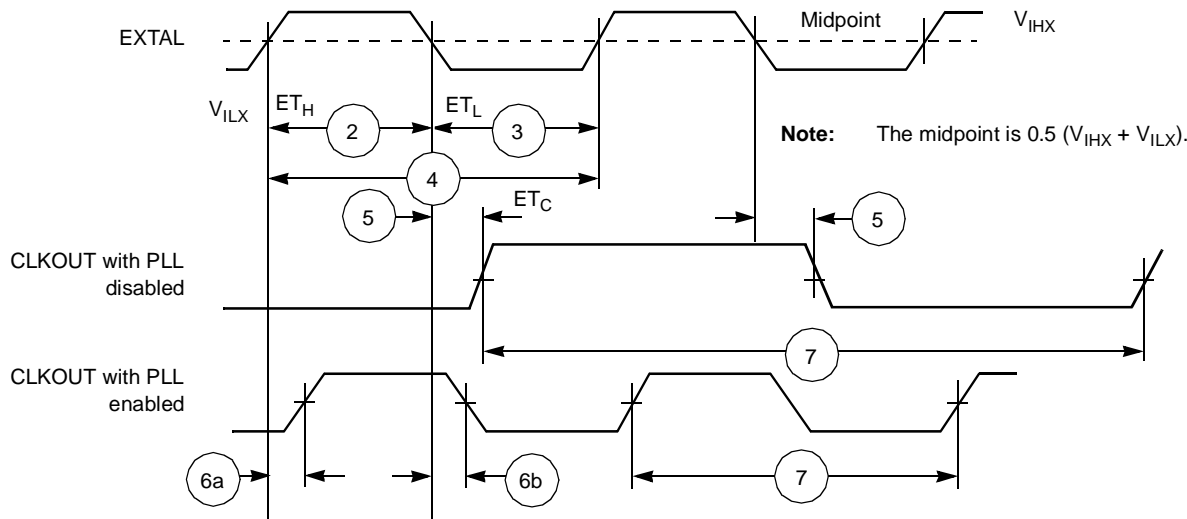 EXTAL
Midpoint
VIHX
VILX
ETH
2
ETL
3
Note: The midpoint is 0.5 (VIHX + VILX).
4
5
ETC
5
CLKOUT with PLL
disabled
7
CLKOUT with PLL
enabled
6a
6b
7